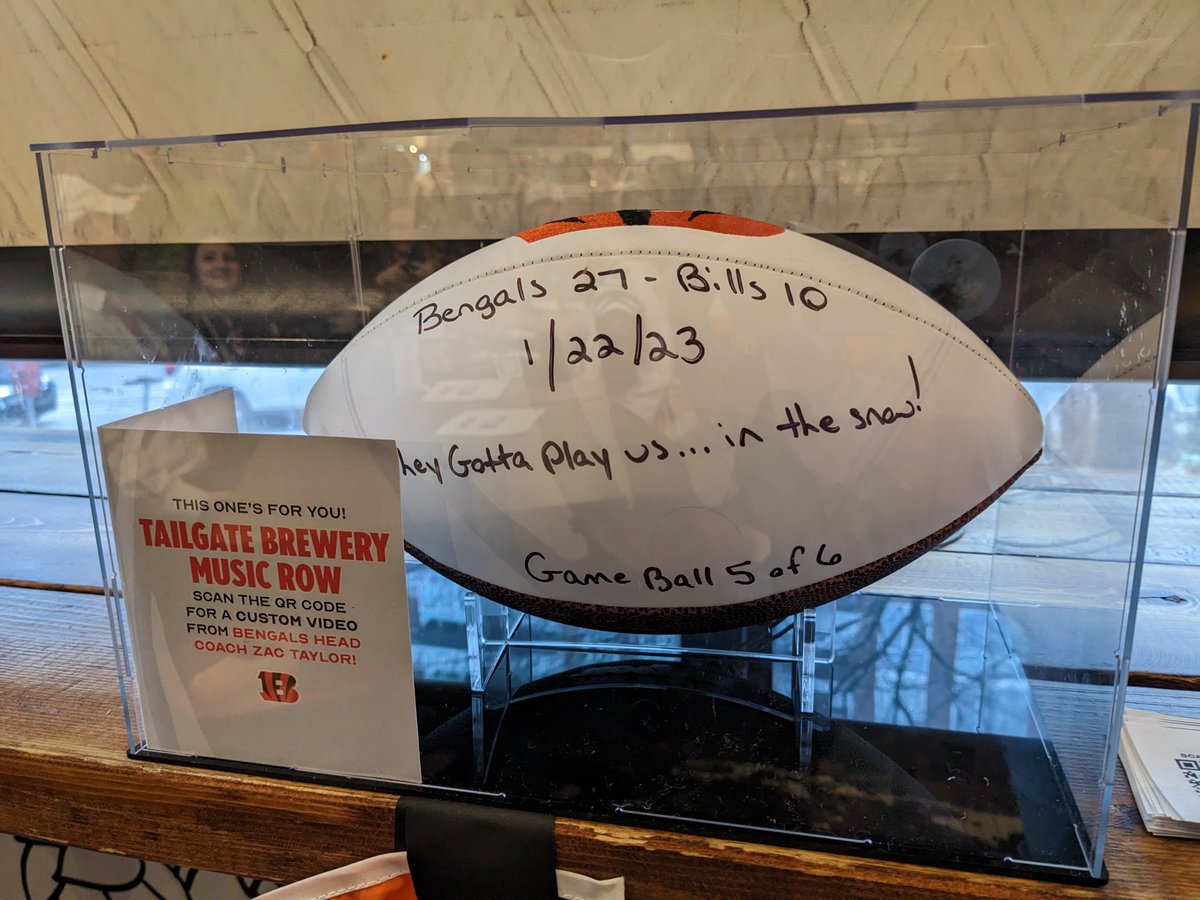 Bengals 27 - Bills 10
1/22/23
hey Gotta Play us... in the snow!
Game Ball 5 of 6
THIS ONE'S FOR YOU!
TAILGATE BREWERY
MUSIC ROW
SCAN THE QR CODE
FOR A CUSTOM VIDEO
FROM BENGALS HEAD
COACH ZAC TAYLOR!
B